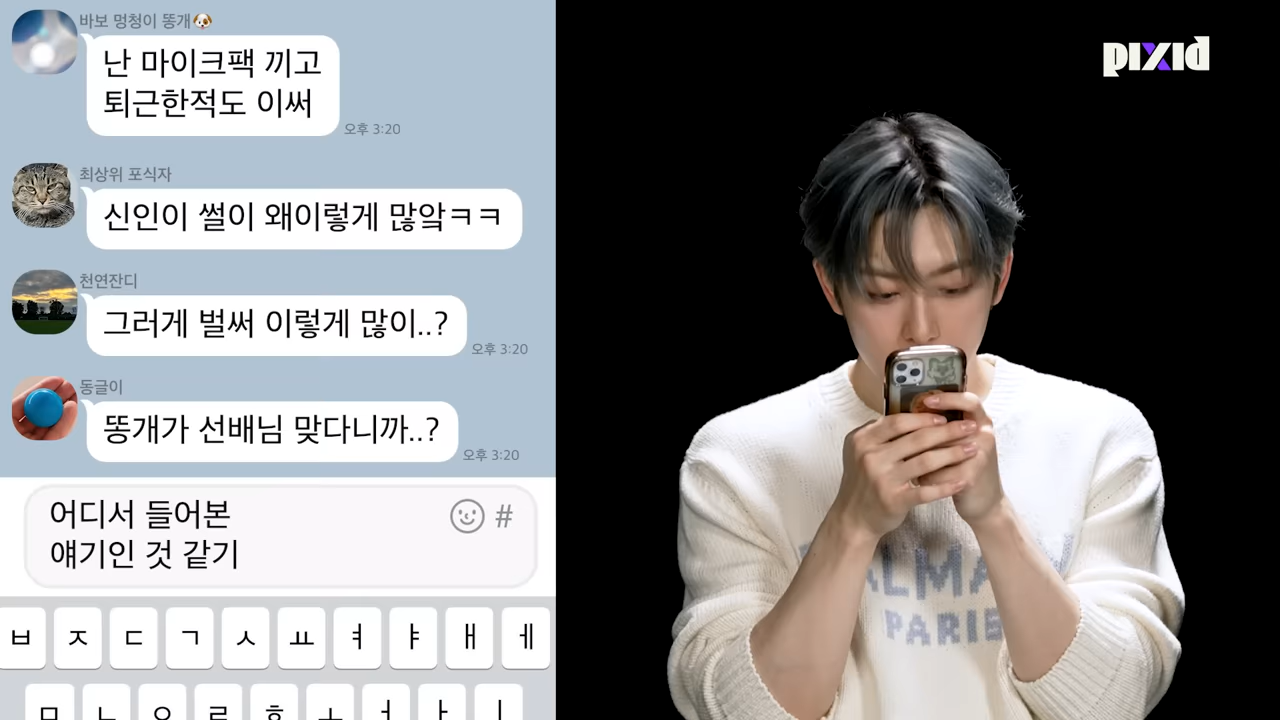 바보 멍청이 똥개🐶
난 마이크팩 끼고
퇴근한적도 이써
오후 3:20
최상위 포식자
신인이 썰이 왜이렇게 많앜ㅋㅋ
천연잔디
그러게 벌써 이렇게 많이..?
오후 3:20
동글이
똥개가 선배님 맞다니까..?
오후 3:20
어디서 들어본
얘기인 것 같기
#
ㅂ ㅈ ㄷ ㄱ ㅅ ㅛ ㅕ ㅑ ㅐ ㅔ
ㅁ ㄴ ㅇ ㄹ ㅎ ㅗ ㅓ ㅏ ㅣ
pixid
BALMAIN
PARIS